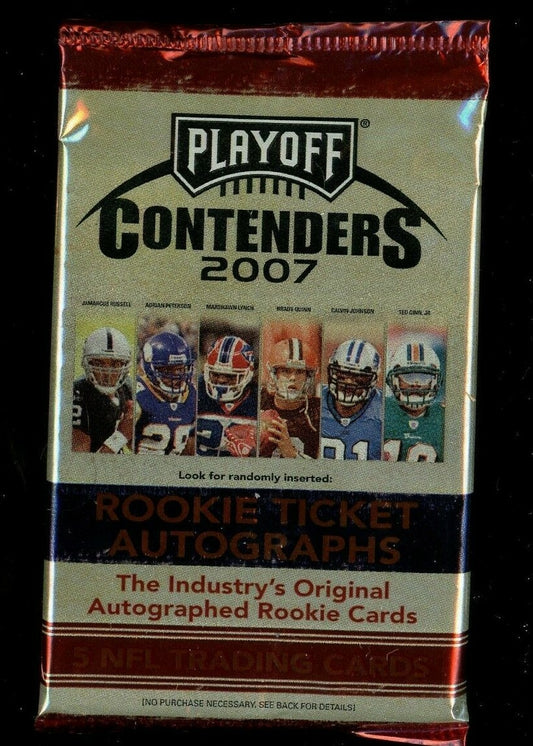 PLAYOFF®
CONTENDERS
2007
JAMARCUS RUSSELL ADRIAN PETERSON MARSHAWN LYNCH BRADY QUINN CALVIN JOHNSON TED GINN, JR
28
81
Look for randomly inserted:
ROOKIE TICKET
AUTOGRAPHS
The Industry's Original
Autographed Rookie Cards
5 NFL TRADING CARDS
(NO PURCHASE NECESSARY. SEE BACK FOR DETAILS)